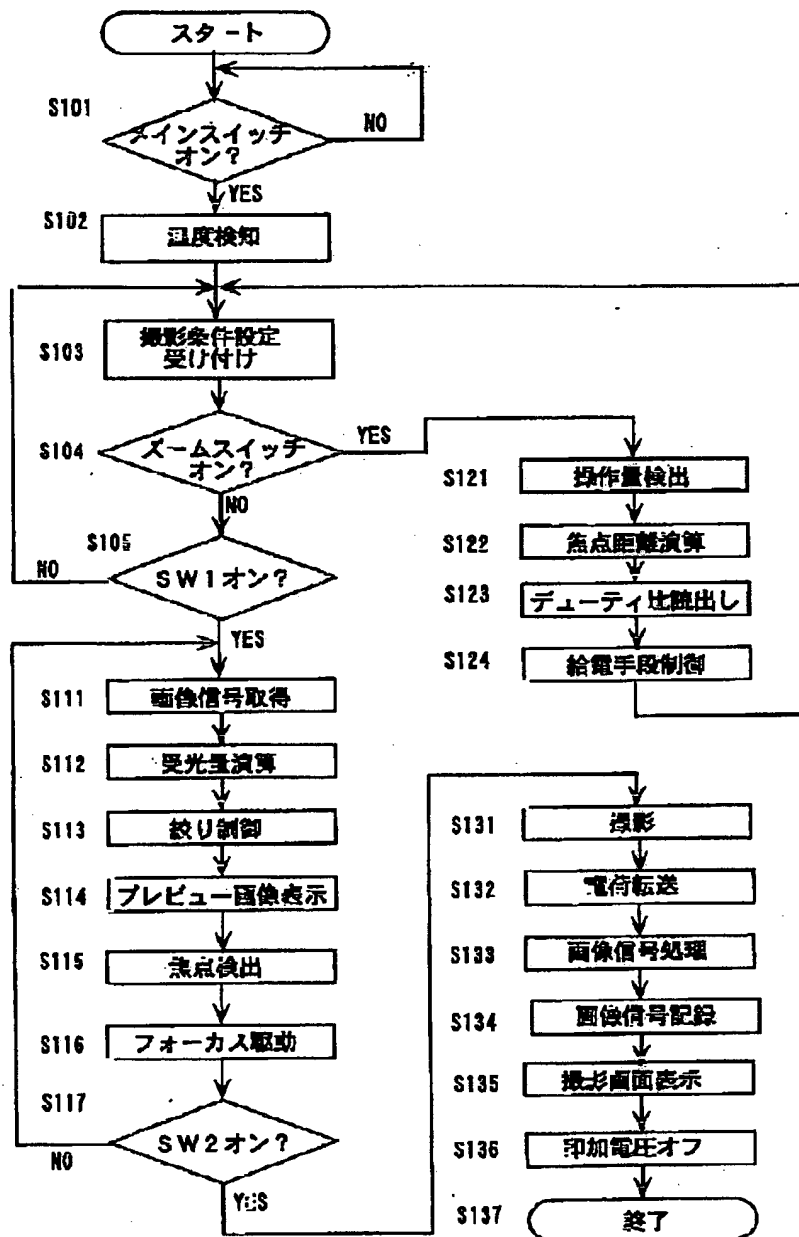 スタート
S101
メインスイッチ
オン?
NO
YES
S102
温度検知
S103
撮影条件設定
受け付け
S104
ズームスイッチ
オン?
YES
NO
S105
SW1オン?
NO
YES
S111
画像信号取得
S112
受光量演算
S113
絞り制御
S114
プレビュー画像表示
S115
焦点検出
S116
フォーカス駆動
S117
SW2オン?
NO
YES
S121
操作量検出
S122
焦点距離演算
S123
デューティ比読出し
S124
給電手段制御
S131
撮影
S132
電荷転送
S133
画像信号処理
S134
画像信号記録
S135
撮影画面表示
S136
印加電圧オフ
S137
終了